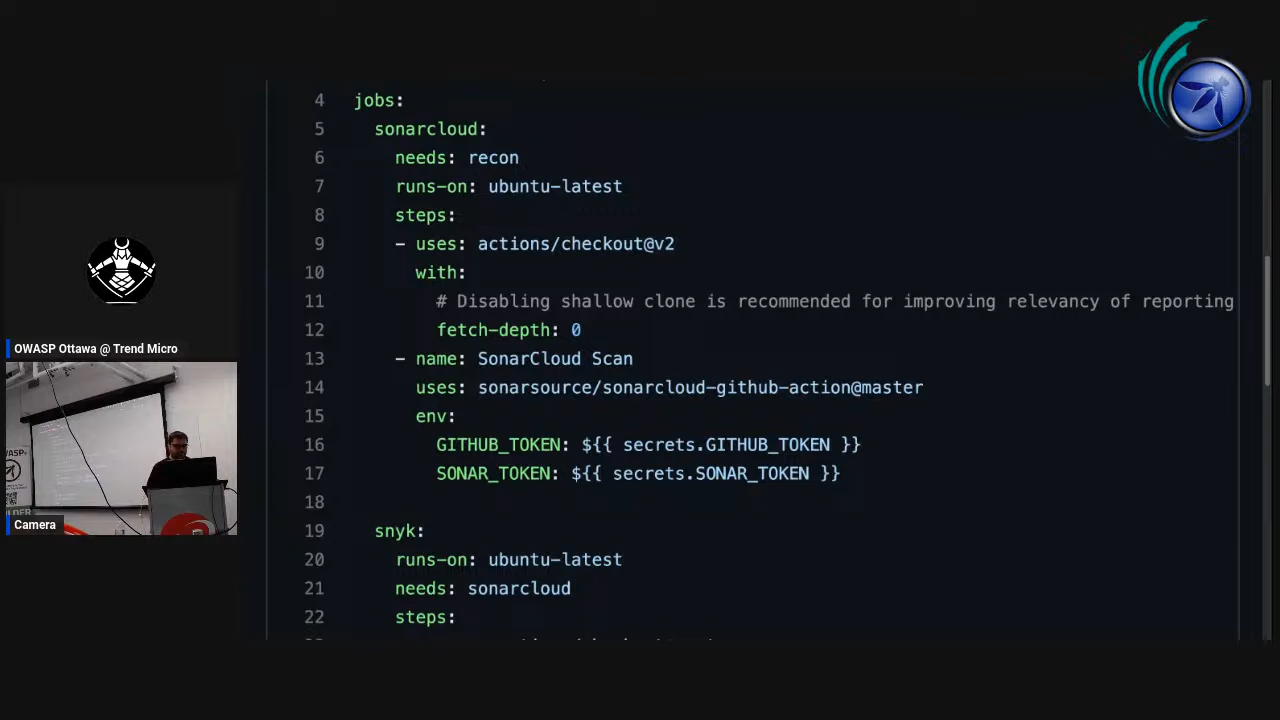 4 jobs:
5 sonarcloud:
6 needs: recon
7 runs-on: ubuntu-latest
8 steps:
9 - uses: actions/checkout@v2
10 with:
11 # Disabling shallow clone is recommended for improving relevancy of reporting
12 fetch-depth: 0
13 - name: SonarCloud Scan
14 uses: sonarsource/sonarcloud-github-action@master
15 env:
16 GITHUB_TOKEN: ${{ secrets.GITHUB_TOKEN }}
17 SONAR_TOKEN: ${{ secrets.SONAR_TOKEN }}
18
19 snyk:
20 runs-on: ubuntu-latest
21 needs: sonarcloud
22 steps:
OWASP Ottawa @ Trend Micro
Camera